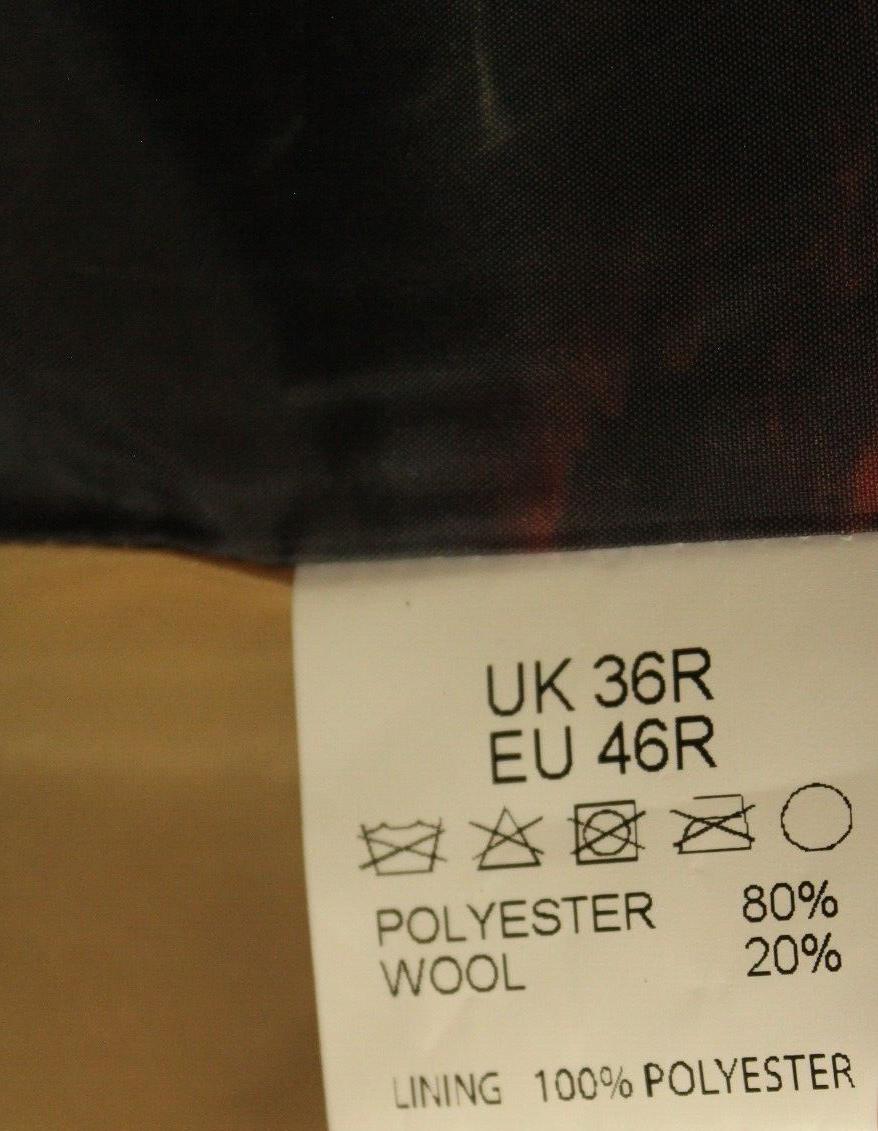 UK 36R
EU 46R
POLYESTER 80%
WOOL 20%
LINING 100% POLYESTER